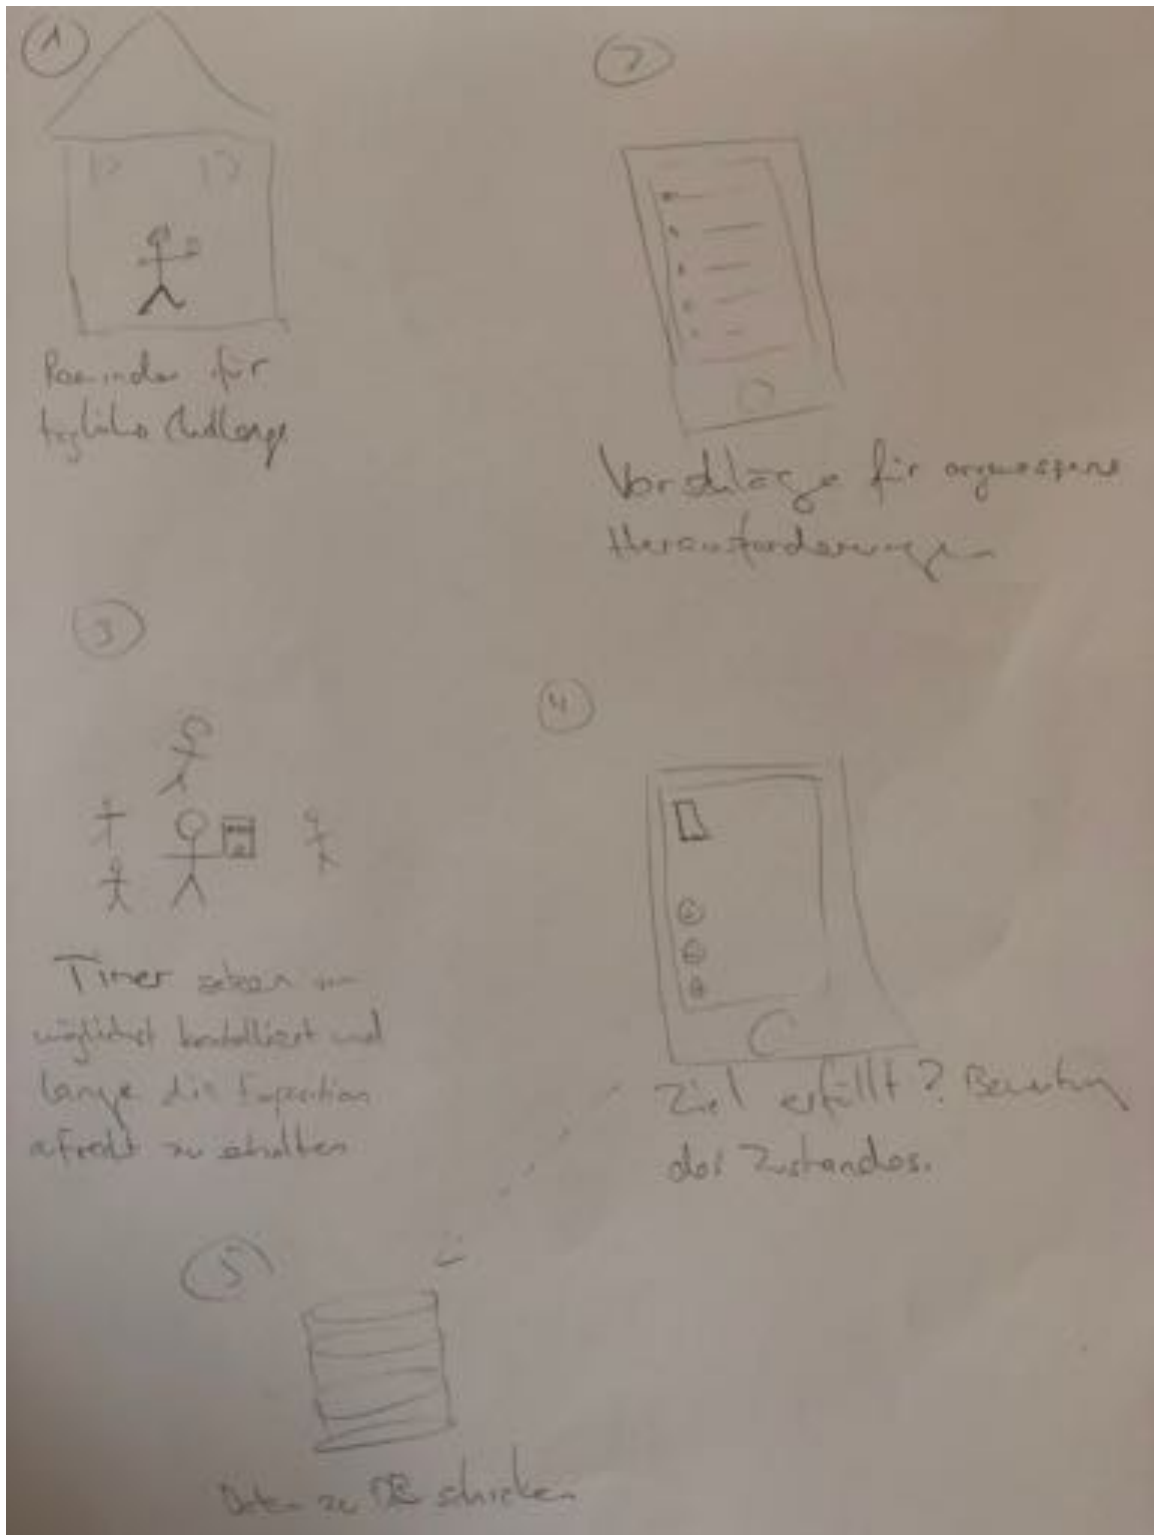 1
Reminder für
tägliche Challenge
2
Vorschläge für angemessene
Herausforderungen
3
Timer setzen um
möglichst kontrolliert und
lange die Exposition
aufrecht zu erhalten
4
Ziel erfüllt? Bewertung
des Zustandes.
5
Daten zu DB schicken